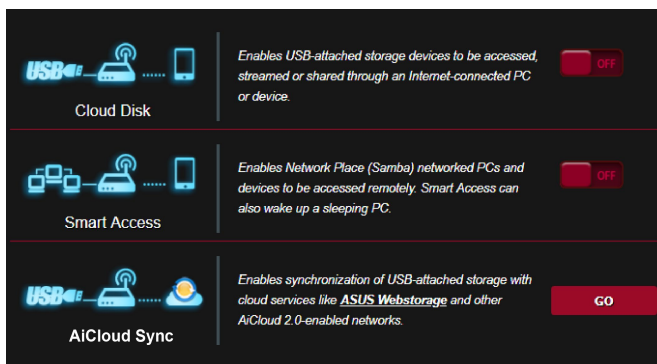 USB
Cloud Disk
Enables USB-attached storage devices to be accessed,
streamed or shared through an Internet-connected PC
or device.
OFF
Smart Access
Enables Network Place (Samba) networked PCs and
devices to be accessed remotely. Smart Access can
also wake up a sleeping PC.
OFF
USB
AiCloud Sync
Enables synchronization of USB-attached storage with
cloud services like ASUS Webstorage and other
AiCloud 2.0-enabled networks.
GO